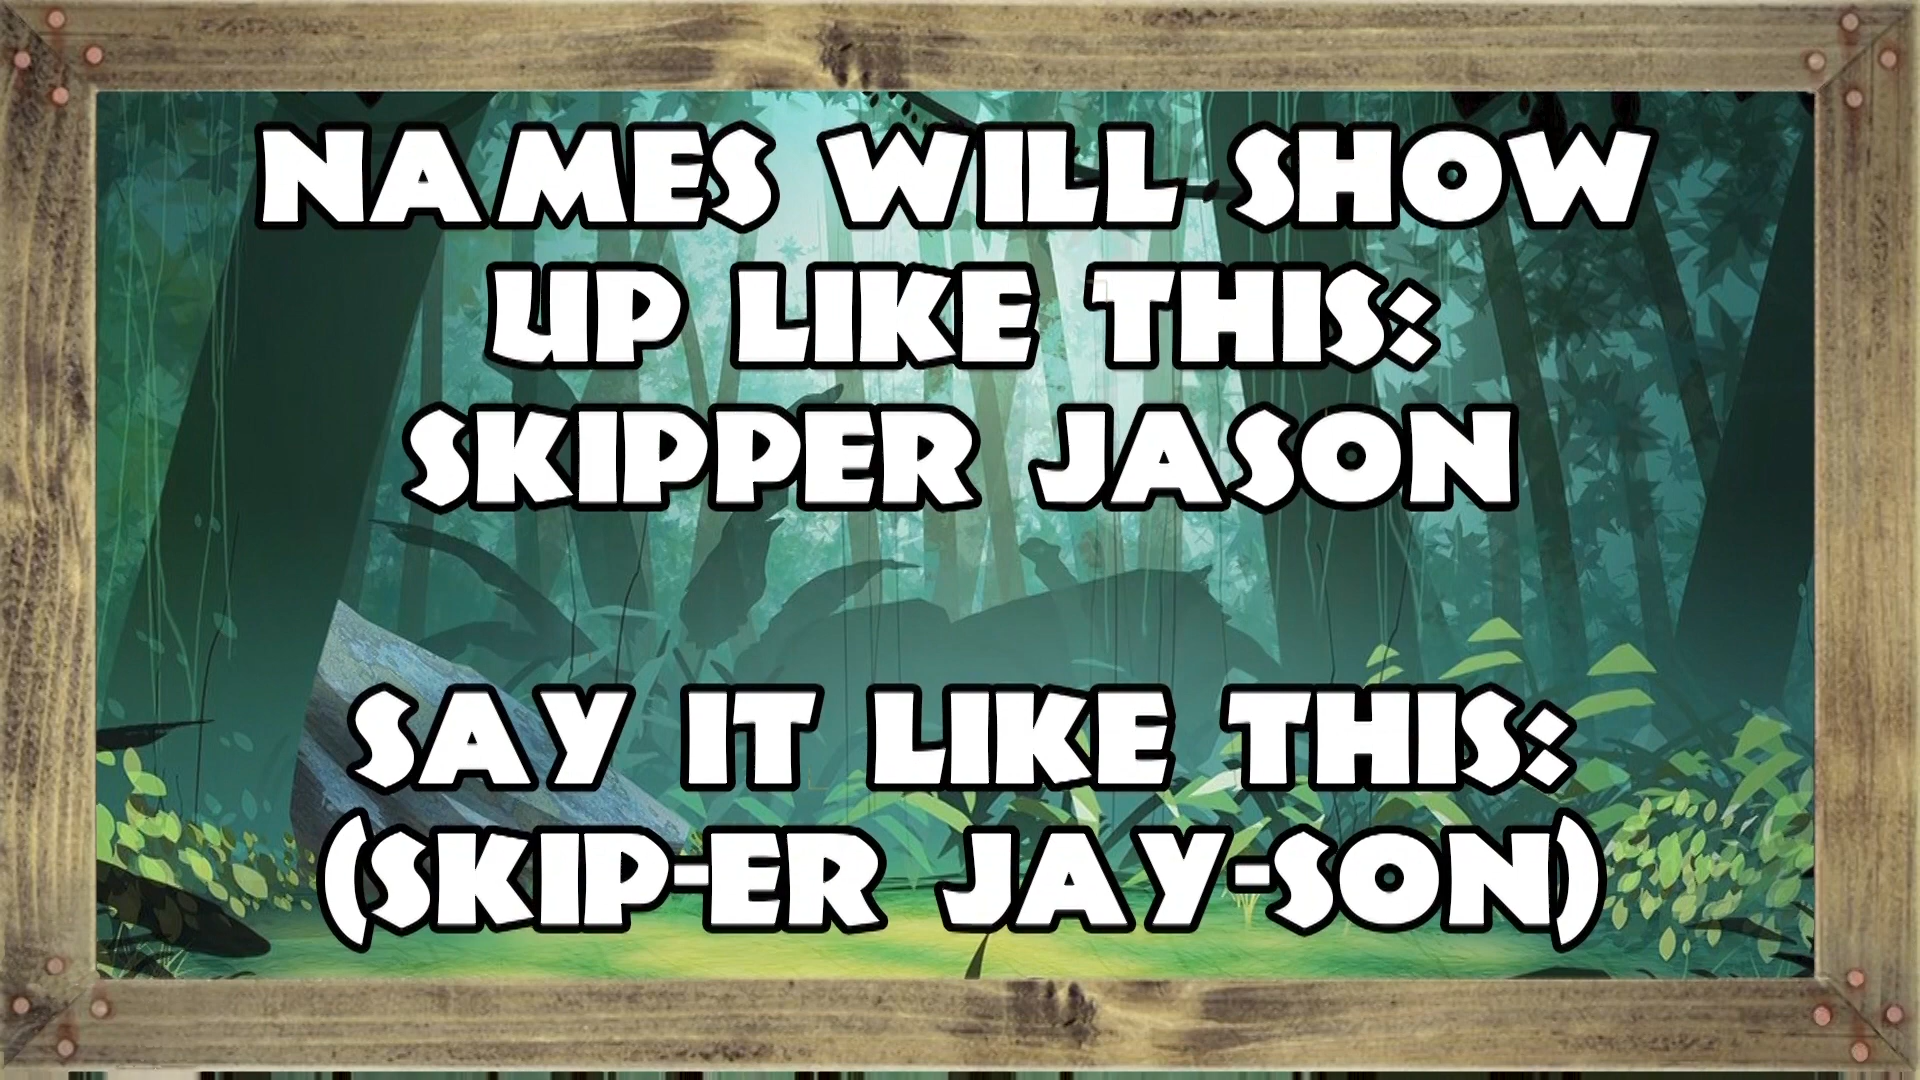 NAMES WILL SHOW
UP LIKE THIS:
SKIPPER JASON
SAY IT LIKE THIS:
(SKIP-ER JAY-SON)